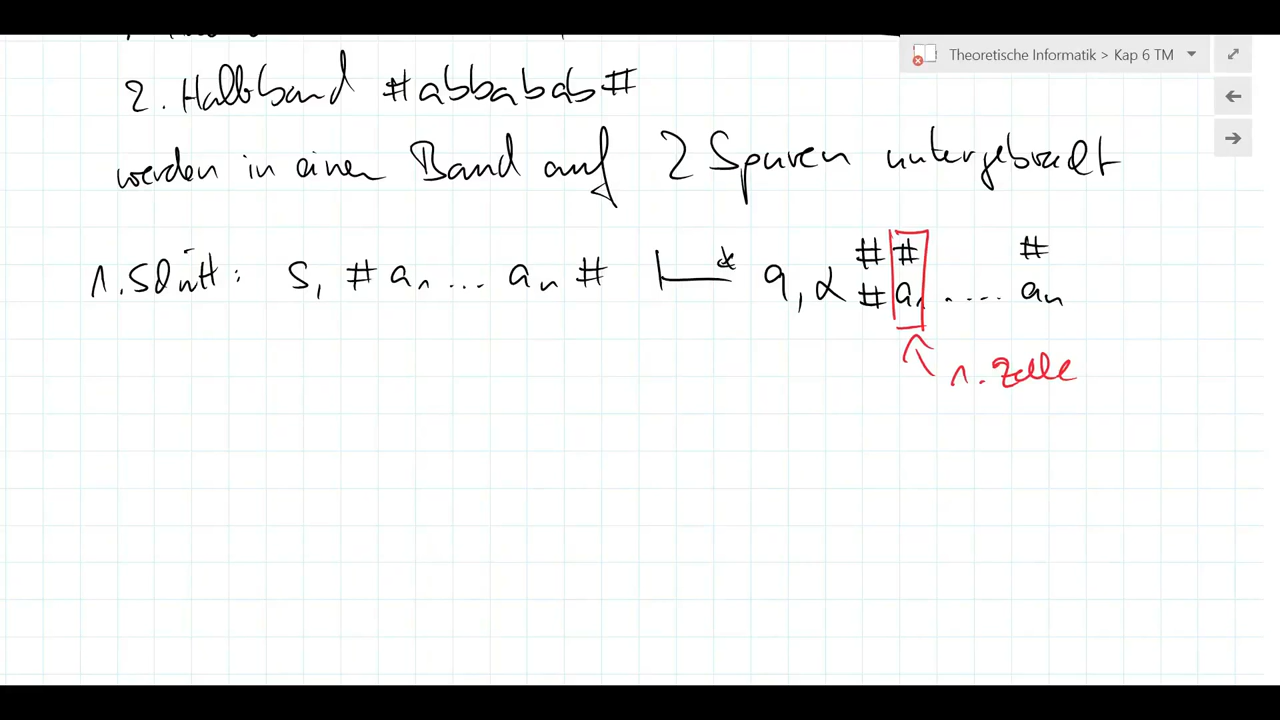 Theoretische Informatik > Kap 6 TM
2. Halbband #abbabab#
werden in einen Band auf 2 Spuren untergebracht
# # #
1. Schritt: s, # a₁ ... aₙ # ⊢* q, α # a₁ .... aₙ
1. Zelle